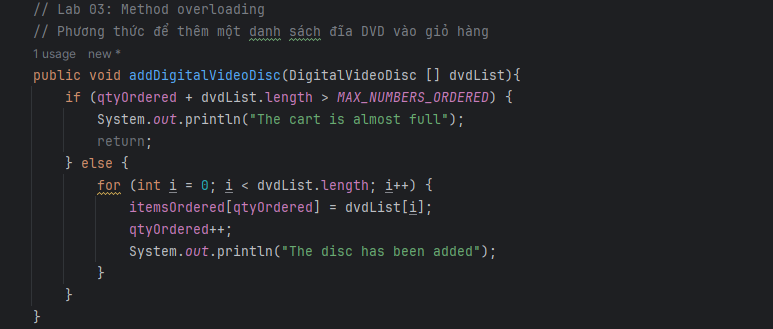 // Lab 03: Method overloading
// Phương thức để thêm một danh sách đĩa DVD vào giỏ hàng
1 usage   new *
public void addDigitalVideoDisc(DigitalVideoDisc [] dvdList){
    if (qtyOrdered + dvdList.length > MAX_NUMBERS_ORDERED) {
        System.out.println("The cart is almost full");
        return;
    } else {
        for (int i = 0; i < dvdList.length; i++) {
            itemsOrdered[qtyOrdered] = dvdList[i];
            qtyOrdered++;
            System.out.println("The disc has been added");
        }
    }
}